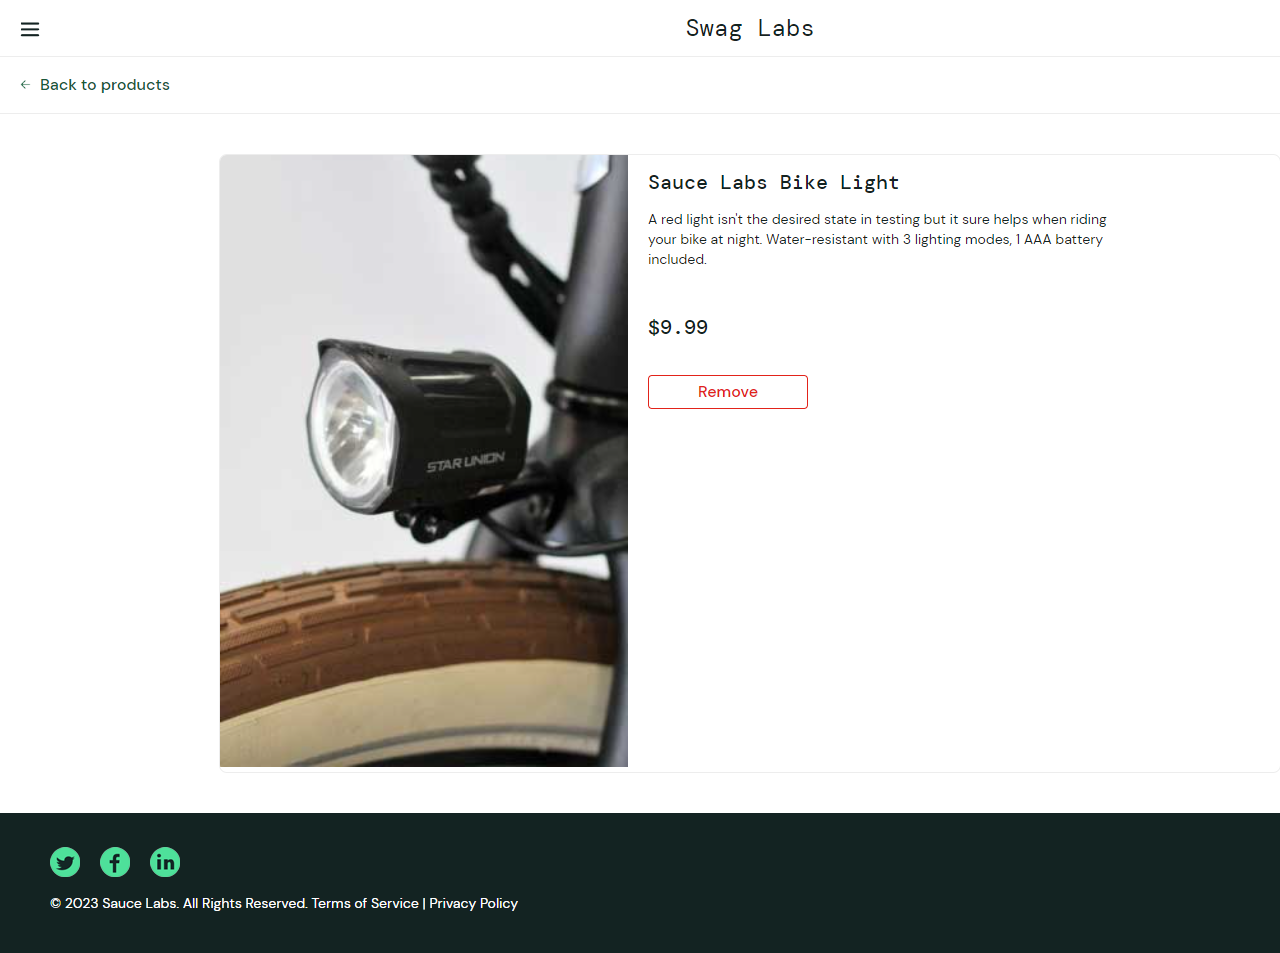 Swag Labs
Back to products
Sauce Labs Bike Light
A red light isn't the desired state in testing but it sure helps when riding
your bike at night. Water-resistant with 3 lighting modes, 1 AAA battery
included.
$9.99
Remove
STAR UNION
© 2023 Sauce Labs. All Rights Reserved. Terms of Service | Privacy Policy